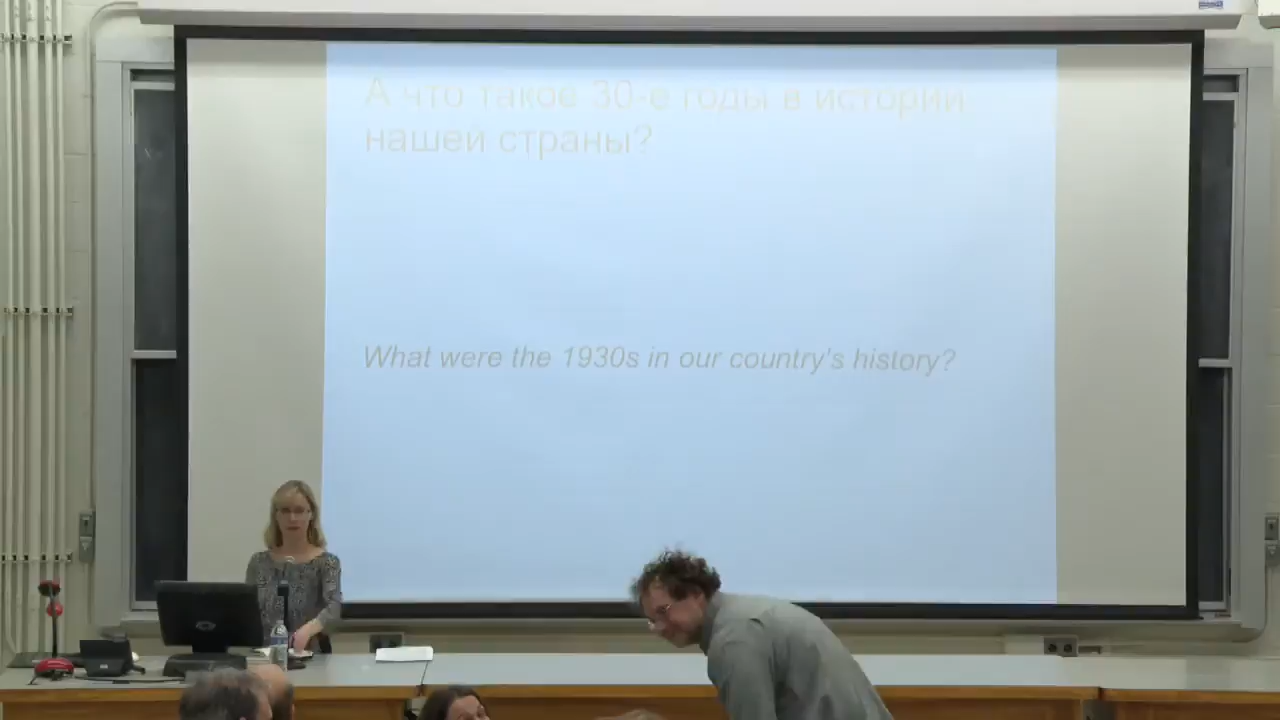 А что такое 30-е годы в истории
нашей страны?
What were the 1930s in our country's history?